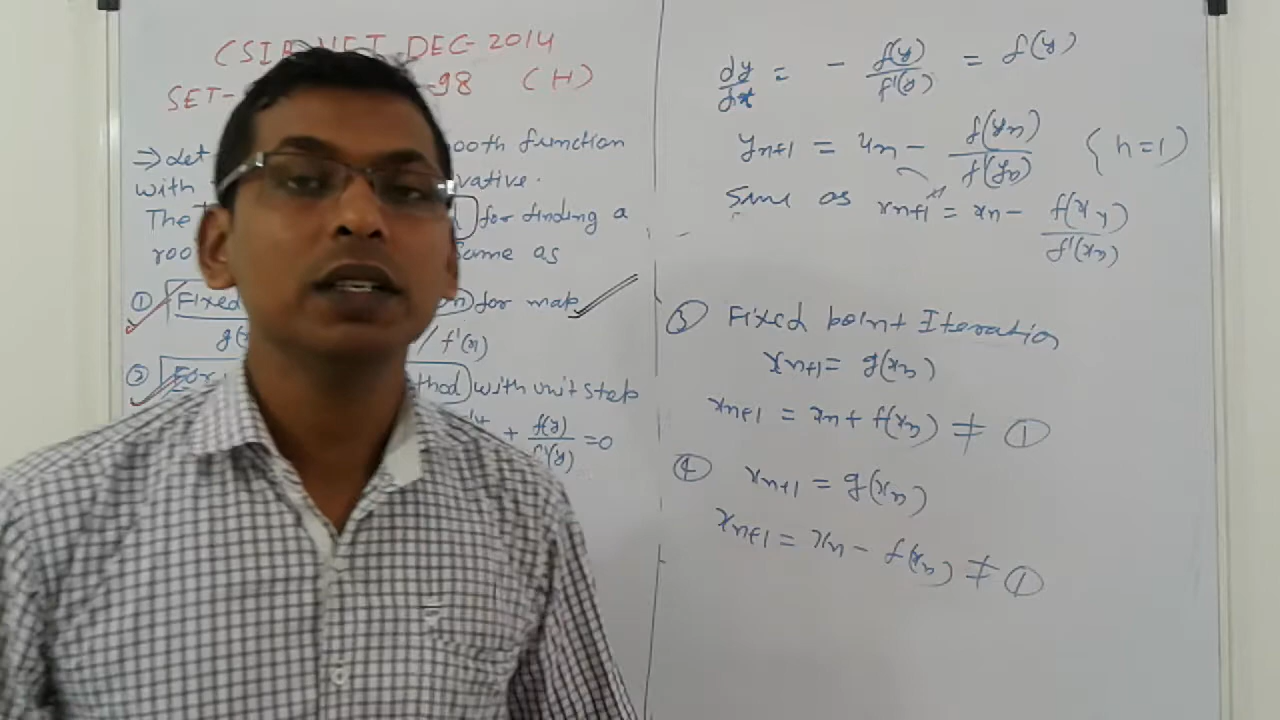 CSIR NET DEC-2014
SET- -98 (H)
⇒ Let ooth function
with vative.
The for finding a
roo same as
① Fixed on for map
g( / f'(x)
② For thod with unit step
+ f(y)/f'(y) = 0
dy/dx = - f(y)/f'(y) = f(y)
yn+1 = yn - f(yn)/f'(yn) (h=1)
Same as xn+1 = xn - f(xn)/f'(xn)
③ Fixed point Iteration
xn+1 = g(xn)
xn+1 = xn + f(xn) ≠ ①
④ xn+1 = g(xn)
xn+1 = xn - f(xn) ≠ ①